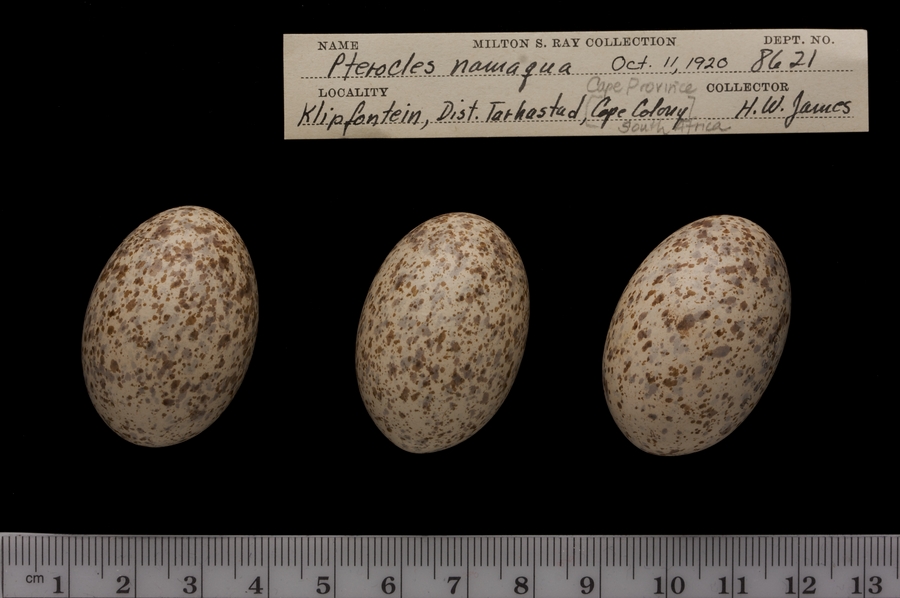 NAME MILTON S. RAY COLLECTION DEPT. NO.
Pterocles namaqua Oct. 11, 1920 8621
LOCALITY Cape Province COLLECTOR
Klipfontein, Dist. Tarkastad, [Cape Colony] H.W. James
South Africa
cm 1 2 3 4 5 6 7 8 9 10 11 12 13